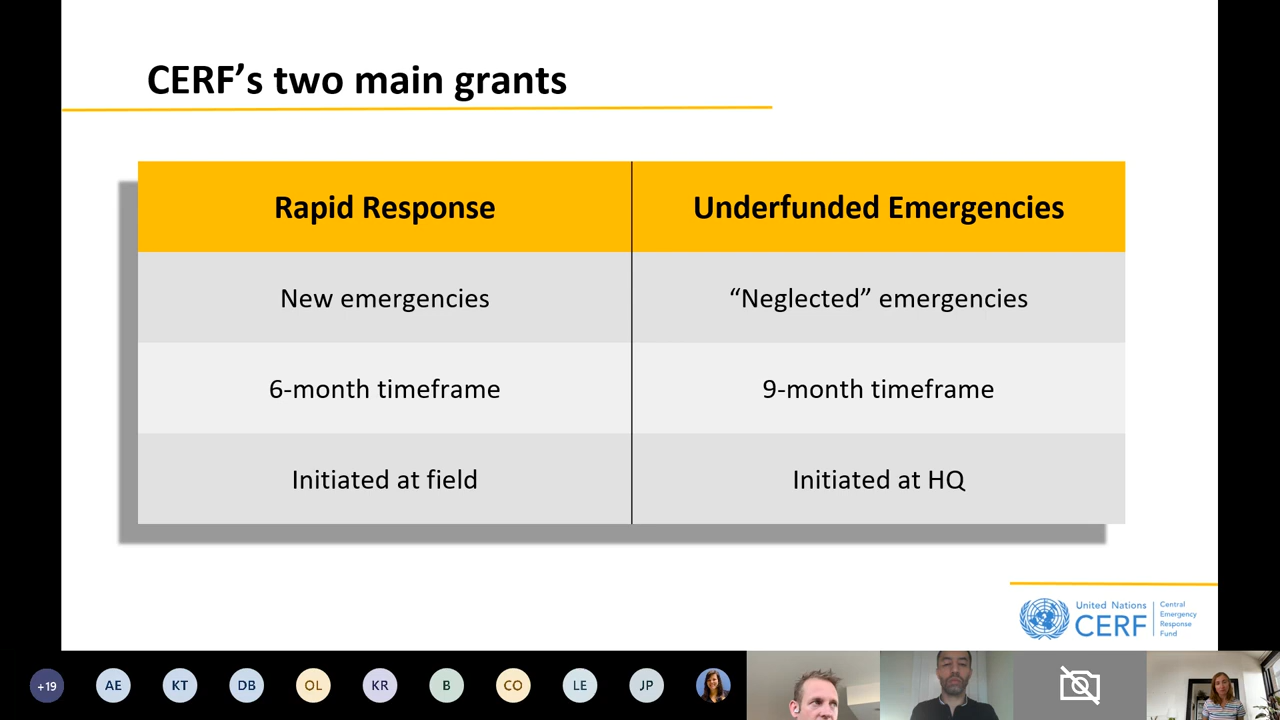 CERF’s two main grants
Rapid Response
Underfunded Emergencies
New emergencies
“Neglected” emergencies
6-month timeframe
9-month timeframe
Initiated at field
Initiated at HQ
United Nations
CERF
Central
Emergency
Response
Fund
+19
AE
KT
DB
OL
KR
B
CO
LE
JP